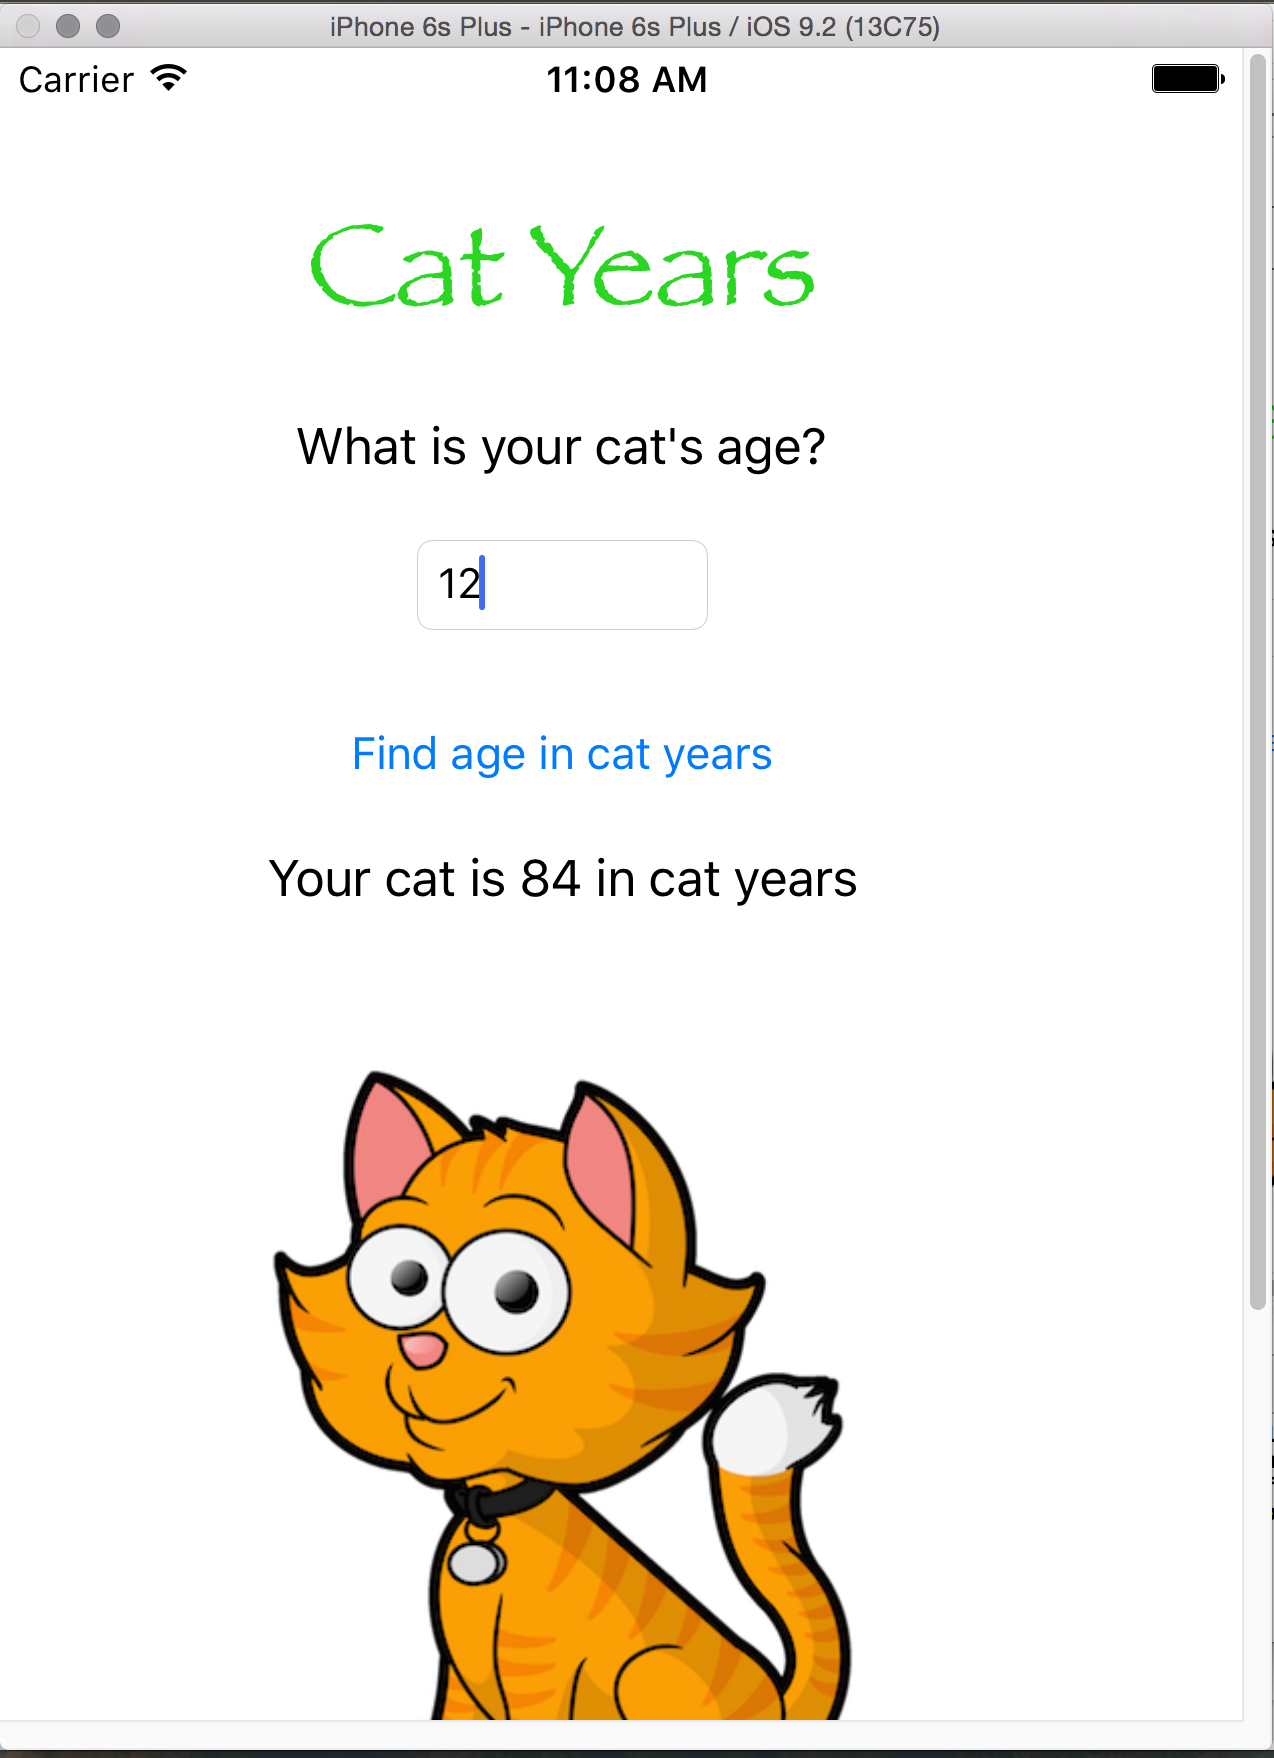 iPhone 6s Plus - iPhone 6s Plus / iOS 9.2 (13C75)
Carrier 11:08 AM
Cat Years
What is your cat's age?
12
Find age in cat years
Your cat is 84 in cat years